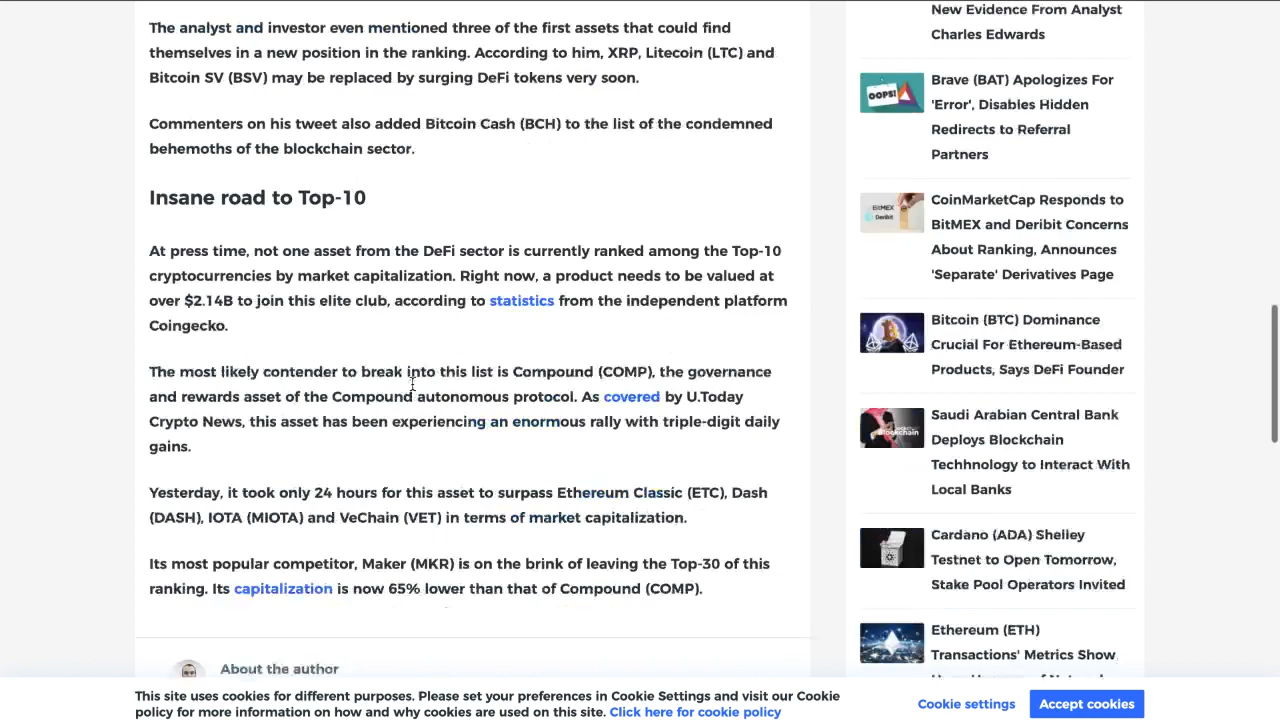 The analyst and investor even mentioned three of the first assets that could find
themselves in a new position in the ranking. According to him, XRP, Litecoin (LTC) and
Bitcoin SV (BSV) may be replaced by surging DeFi tokens very soon.
Commenters on his tweet also added Bitcoin Cash (BCH) to the list of the condemned
behemoths of the blockchain sector.
Insane road to Top-10
At press time, not one asset from the DeFi sector is currently ranked among the Top-10
cryptocurrencies by market capitalization. Right now, a product needs to be valued at
over $2.14B to join this elite club, according to statistics from the independent platform
Coingecko.
The most likely contender to break into this list is Compound (COMP), the governance
and rewards asset of the Compound autonomous protocol. As covered by U.Today
Crypto News, this asset has been experiencing an enormous rally with triple-digit daily
gains.
Yesterday, it took only 24 hours for this asset to surpass Ethereum Classic (ETC), Dash
(DASH), IOTA (MIOTA) and VeChain (VET) in terms of market capitalization.
Its most popular competitor, Maker (MKR) is on the brink of leaving the Top-30 of this
ranking. Its capitalization is now 65% lower than that of Compound (COMP).
About the author
New Evidence From Analyst
Charles Edwards
OOPS!
Brave (BAT) Apologizes For
'Error', Disables Hidden
Redirects to Referral
Partners
BitMEX
Deribit
CoinMarketCap Responds to
BitMEX and Deribit Concerns
About Ranking, Announces
'Separate' Derivatives Page
Bitcoin (BTC) Dominance
Crucial For Ethereum-Based
Products, Says DeFi Founder
Blockchain
Saudi Arabian Central Bank
Deploys Blockchain
Techhnology to Interact With
Local Banks
Cardano (ADA) Shelley
Testnet to Open Tomorrow,
Stake Pool Operators Invited
Ethereum (ETH)
Transactions' Metrics Show
This site uses cookies for different purposes. Please set your preferences in Cookie Settings and visit our Cookie
policy for more information on how and why cookies are used on this site. Click here for cookie policy
Cookie settings
Accept cookies